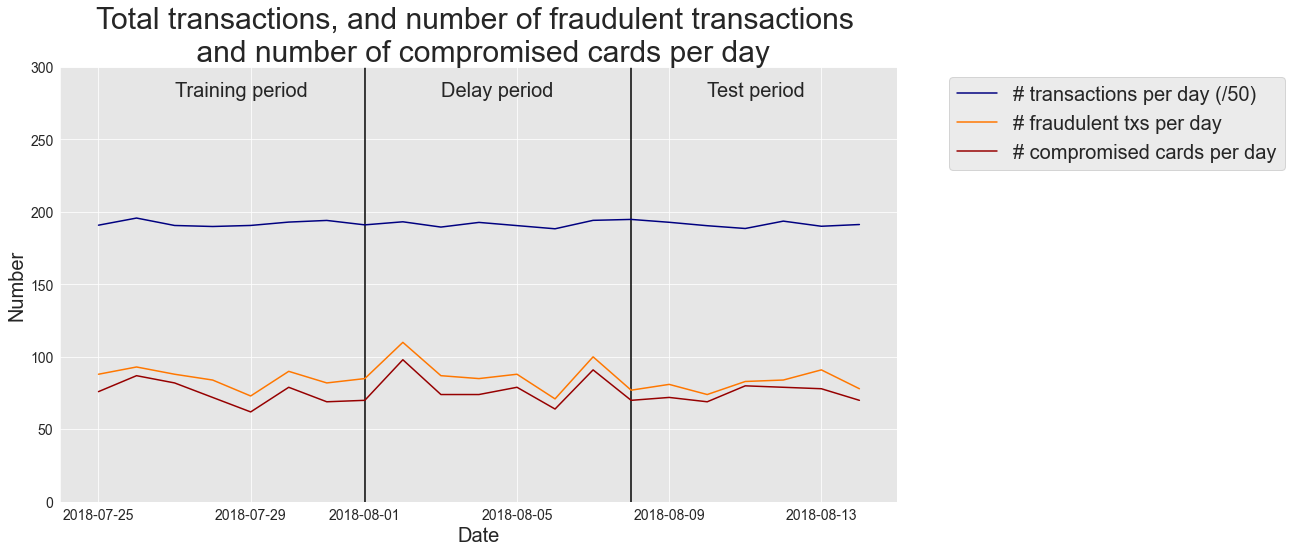 Total transactions, and number of fraudulent transactions
and number of compromised cards per day
300
250
200
150
100
50
0
Number
Training period
Delay period
Test period
2018-07-25
2018-07-29
2018-08-01
2018-08-05
2018-08-09
2018-08-13
Date
# transactions per day (/50)
# fraudulent txs per day
# compromised cards per day